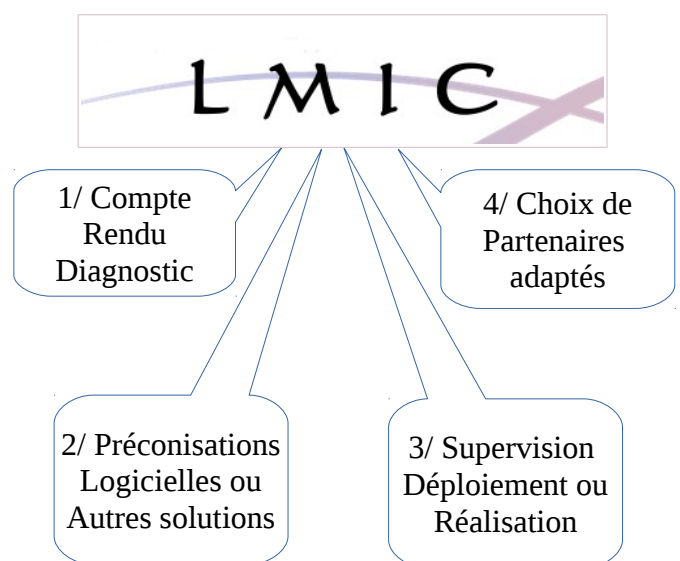 LMIC
1/ Compte
Rendu
Diagnostic
4/ Choix de
Partenaires
adaptés
2/ Préconisations
Logicielles ou
Autres solutions
3/ Supervision
Déploiement ou
Réalisation